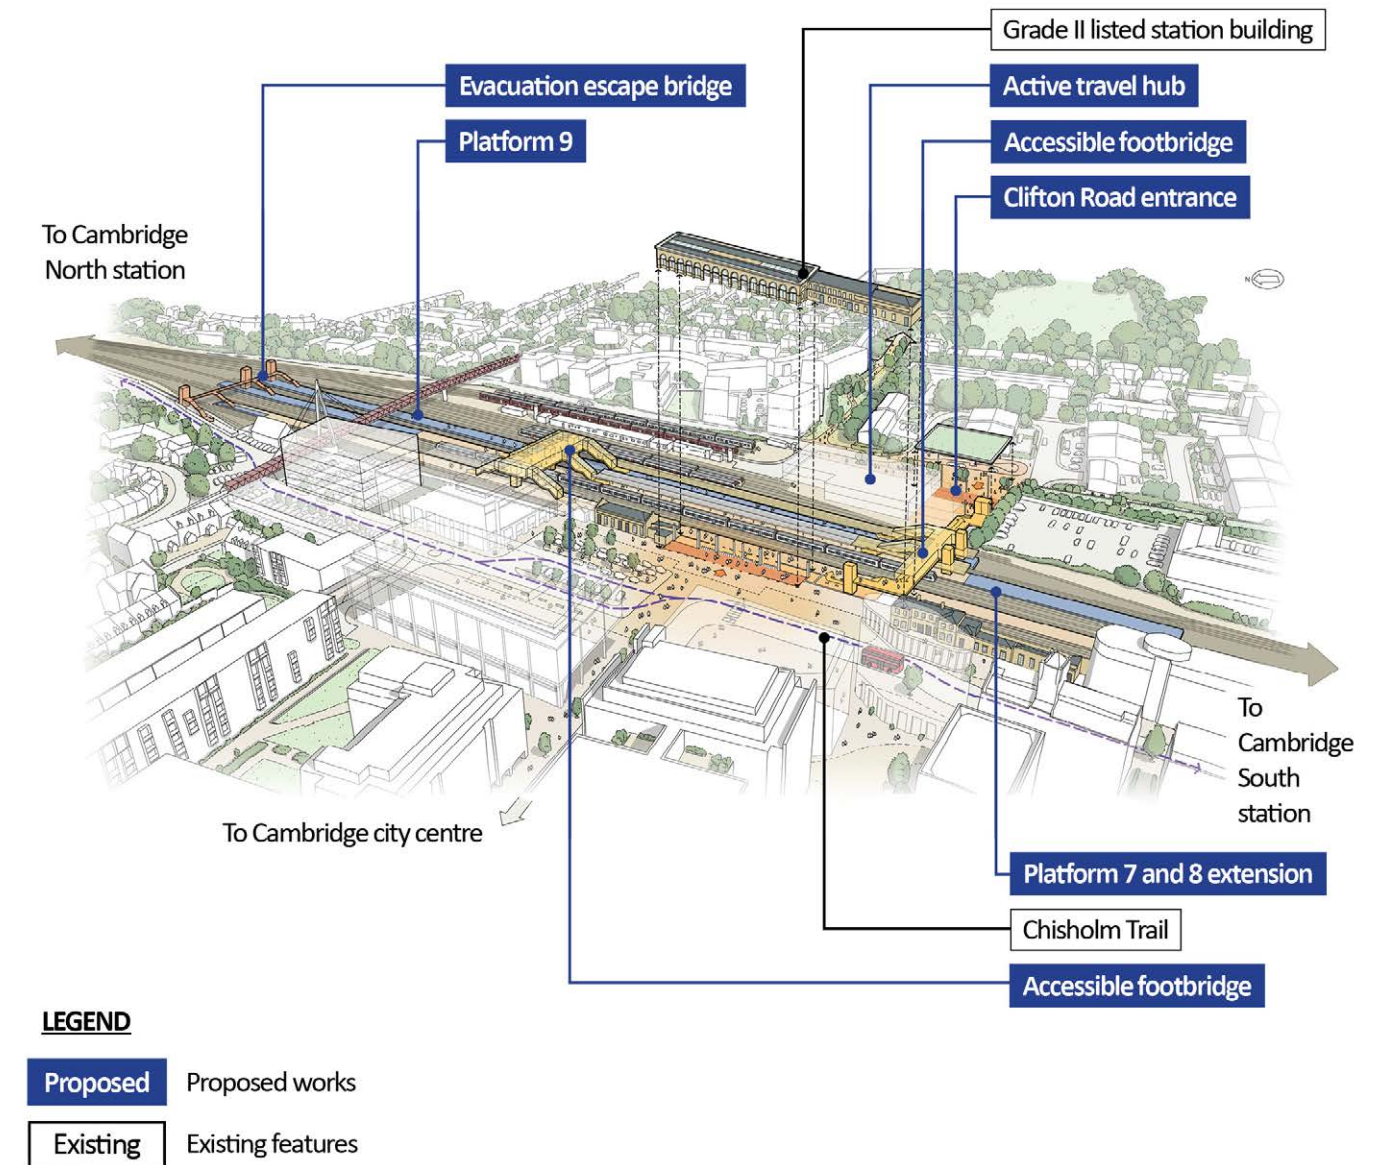 Grade II listed station building
Evacuation escape bridge
Active travel hub
Platform 9
Accessible footbridge
Clifton Road entrance
To Cambridge
North station
N
To
Cambridge
South
station
To Cambridge city centre
Platform 7 and 8 extension
Chisholm Trail
Accessible footbridge
LEGEND
Proposed Proposed works
Existing Existing features